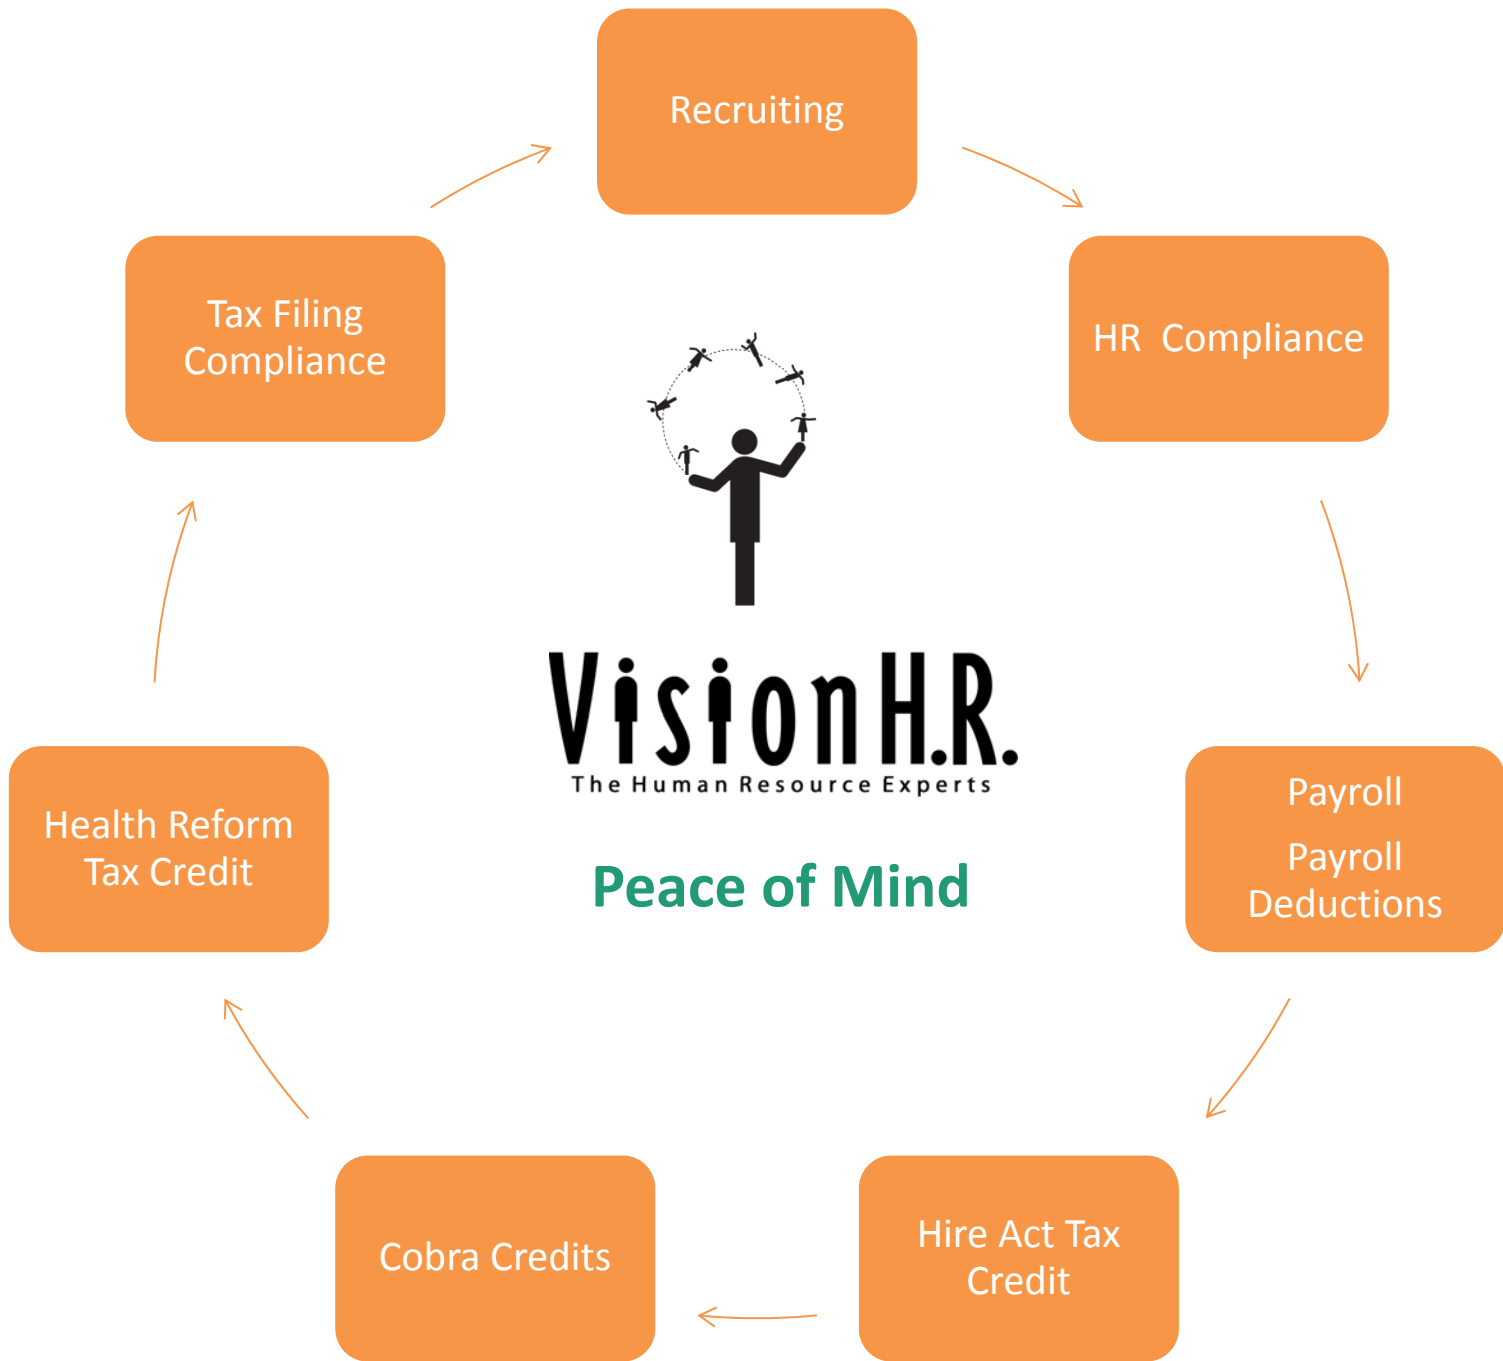 Recruiting
HR  Compliance
Payroll
Payroll
Deductions
Hire Act Tax
Credit
Cobra Credits
Health Reform
Tax Credit
Tax Filing
Compliance
Vision H.R.
The Human Resource Experts
Peace of Mind